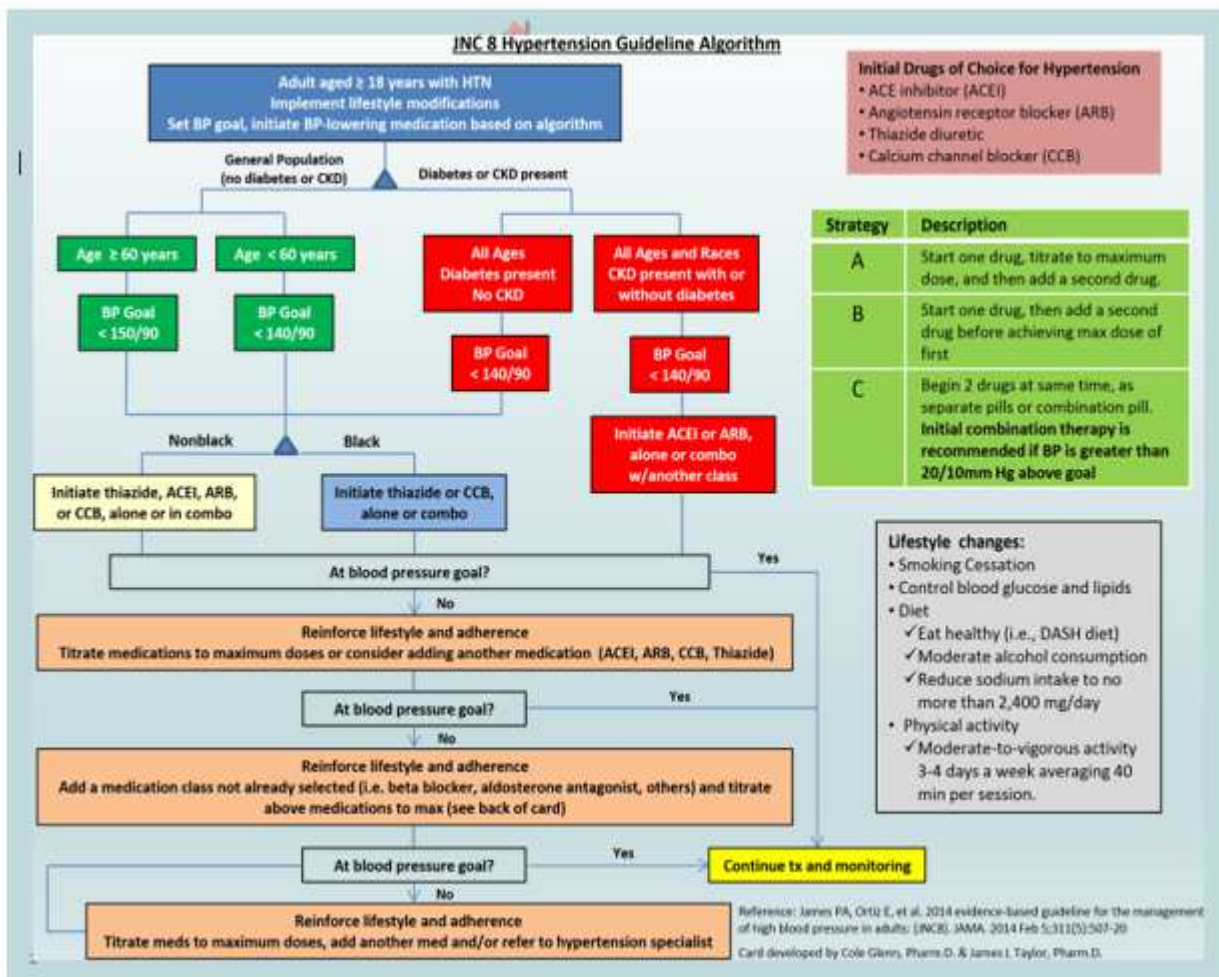 JNC 8 Hypertension Guideline Algorithm
Adult aged ≥ 18 years with HTN
Implement lifestyle modifications
Set BP goal, initiate BP-lowering medication based on algorithm
General Population
(no diabetes or CKD)
Diabetes or CKD present
Age ≥ 60 years
Age < 60 years
All Ages
Diabetes present
No CKD
All Ages and Races
CKD present with or
without diabetes
BP Goal
< 150/90
BP Goal
< 140/90
BP Goal
< 140/90
BP Goal
< 140/90
Nonblack
Black
Initiate thiazide, ACEI, ARB,
or CCB, alone or in combo
Initiate thiazide or CCB,
alone or combo
Initiate ACEI or ARB,
alone or combo
w/another class
At blood pressure goal?
Yes
No
Reinforce lifestyle and adherence
Titrate medications to maximum doses or consider adding another medication (ACEI, ARB, CCB, Thiazide)
At blood pressure goal?
Yes
No
Reinforce lifestyle and adherence
Add a medication class not already selected (i.e. beta blocker, aldosterone antagonist, others) and titrate
above medications to max (see back of card)
At blood pressure goal?
Yes
Continue tx and monitoring
No
Reinforce lifestyle and adherence
Titrate meds to maximum doses, add another med and/or refer to hypertension specialist
Initial Drugs of Choice for Hypertension
• ACE inhibitor (ACEI)
• Angiotensin receptor blocker (ARB)
• Thiazide diuretic
• Calcium channel blocker (CCB)
Strategy Description
A Start one drug, titrate to maximum
dose, and then add a second drug.
B Start one drug, then add a second
drug before achieving max dose of
first
C Begin 2 drugs at same time, as
separate pills or combination pill.
Initial combination therapy is
recommended if BP is greater than
20/10mm Hg above goal
Lifestyle changes:
• Smoking Cessation
• Control blood glucose and lipids
• Diet
✓Eat healthy (i.e., DASH diet)
✓Moderate alcohol consumption
✓Reduce sodium intake to no
more than 2,400 mg/day
• Physical activity
✓Moderate-to-vigorous activity
3-4 days a week averaging 40
min per session.
Reference: James PA, Ortiz E, et al. 2014 evidence-based guideline for the management
of high blood pressure in adults: (JNC8). JAMA. 2014 Feb 5;311(5):507-20
Card developed by Cole Glenn, Pharm.D. & James L Taylor, Pharm.D.